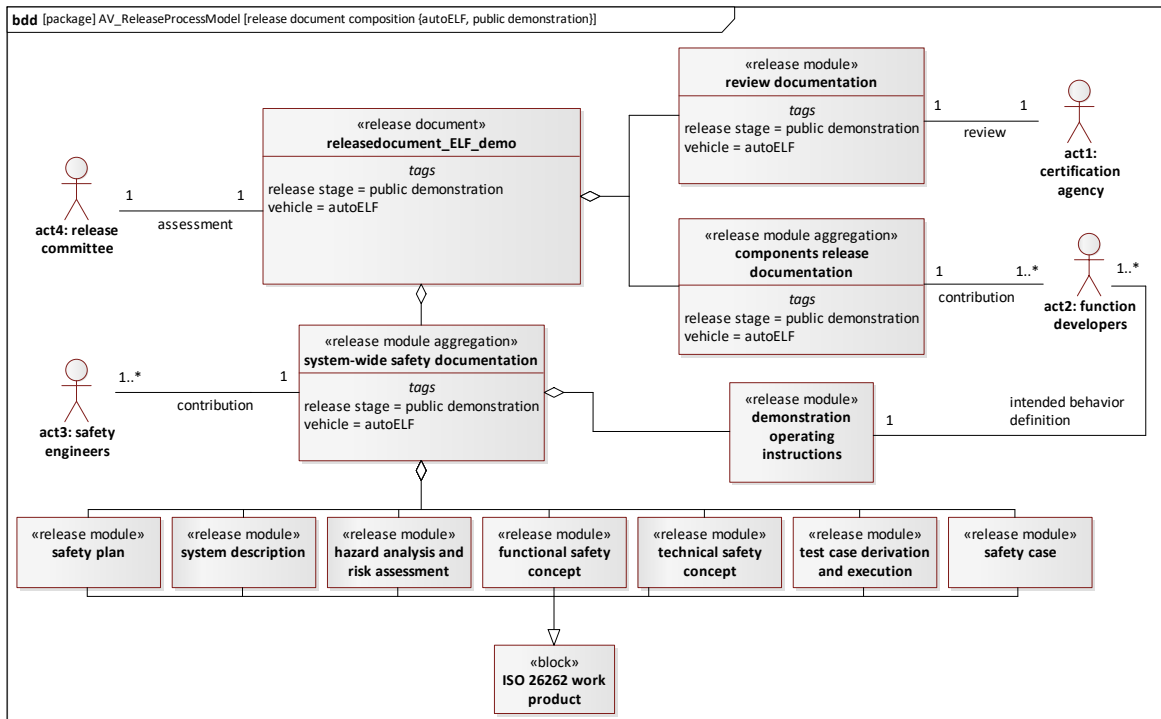 bdd [package] AV_ReleaseProcessModel [release document composition {autoELF, public demonstration}]
«release module»
review documentation
tags
release stage = public demonstration
vehicle = autoELF
1
1
review
act1:
certification
agency
«release document»
releasedocument_ELF_demo
tags
release stage = public demonstration
vehicle = autoELF
1
1
assessment
act4: release
committee
«release module aggregation»
components release
documentation
tags
release stage = public demonstration
vehicle = autoELF
1
1..*
contribution
act2: function
developers
1..*
«release module aggregation»
system-wide safety documentation
tags
release stage = public demonstration
vehicle = autoELF
1..*
1
contribution
act3: safety
engineers
«release module»
demonstration
operating
instructions
1
intended behavior
definition
«release module»
safety plan
«release module»
system description
«release module»
hazard analysis and
risk assessment
«release module»
functional safety
concept
«release module»
technical safety
concept
«release module»
test case derivation
and execution
«release module»
safety case
«block»
ISO 26262 work
product